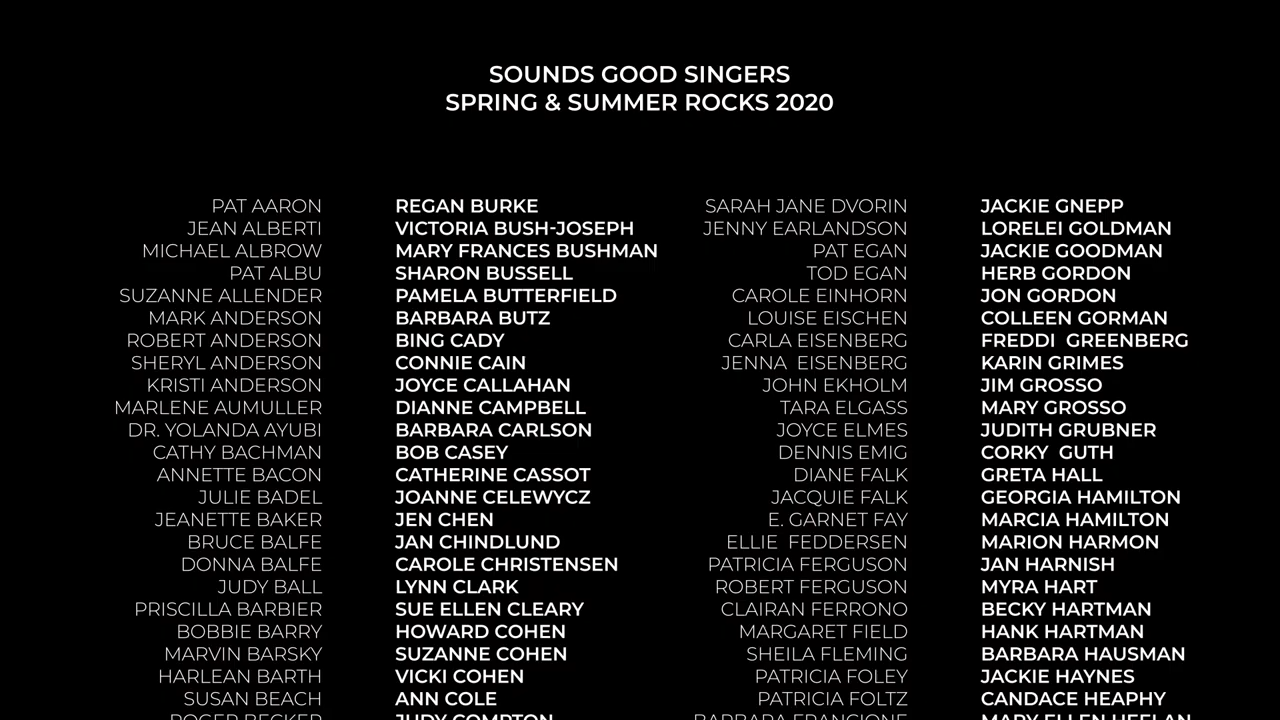 SOUNDS GOOD SINGERS
SPRING & SUMMER ROCKS 2020
PAT AARON
JEAN ALBERTI
MICHAEL ALBROW
PAT ALBU
SUZANNE ALLENDER
MARK ANDERSON
ROBERT ANDERSON
SHERYL ANDERSON
KRISTI ANDERSON
MARLENE AUMULLER
DR. YOLANDA AYUBI
CATHY BACHMAN
ANNETTE BACON
JULIE BADEL
JEANETTE BAKER
BRUCE BALFE
DONNA BALFE
JUDY BALL
PRISCILLA BARBIER
BOBBIE BARRY
MARVIN BARSKY
HARLEAN BARTH
SUSAN BEACH
ROGER BECKER
REGAN BURKE
VICTORIA BUSH-JOSEPH
MARY FRANCES BUSHMAN
SHARON BUSSELL
PAMELA BUTTERFIELD
BARBARA BUTZ
BING CADY
CONNIE CAIN
JOYCE CALLAHAN
DIANNE CAMPBELL
BARBARA CARLSON
BOB CASEY
CATHERINE CASSOT
JOANNE CELEWYCZ
JEN CHEN
JAN CHINDLUND
CAROLE CHRISTENSEN
LYNN CLARK
SUE ELLEN CLEARY
HOWARD COHEN
SUZANNE COHEN
VICKI COHEN
ANN COLE
JUDY COMPTON
SARAH JANE DVORIN
JENNY EARLANDSON
PAT EGAN
TOD EGAN
CAROLE EINHORN
LOUISE EISCHEN
CARLA EISENBERG
JENNA  EISENBERG
JOHN EKHOLM
TARA ELGASS
JOYCE ELMES
DENNIS EMIG
DIANE FALK
JACQUIE FALK
E. GARNET FAY
ELLIE  FEDDERSEN
PATRICIA FERGUSON
ROBERT FERGUSON
CLAIRAN FERRONO
MARGARET FIELD
SHEILA FLEMING
PATRICIA FOLEY
PATRICIA FOLTZ
BARBARA FRANCIONE
JACKIE GNEPP
LORELEI GOLDMAN
JACKIE GOODMAN
HERB GORDON
JON GORDON
COLLEEN GORMAN
FREDDI  GREENBERG
KARIN GRIMES
JIM GROSSO
MARY GROSSO
JUDITH GRUBNER
CORKY  GUTH
GRETA HALL
GEORGIA HAMILTON
MARCIA HAMILTON
MARION HARMON
JAN HARNISH
MYRA HART
BECKY HARTMAN
HANK HARTMAN
BARBARA HAUSMAN
JACKIE HAYNES
CANDACE HEAPHY
MARY ELLEN HEELAN